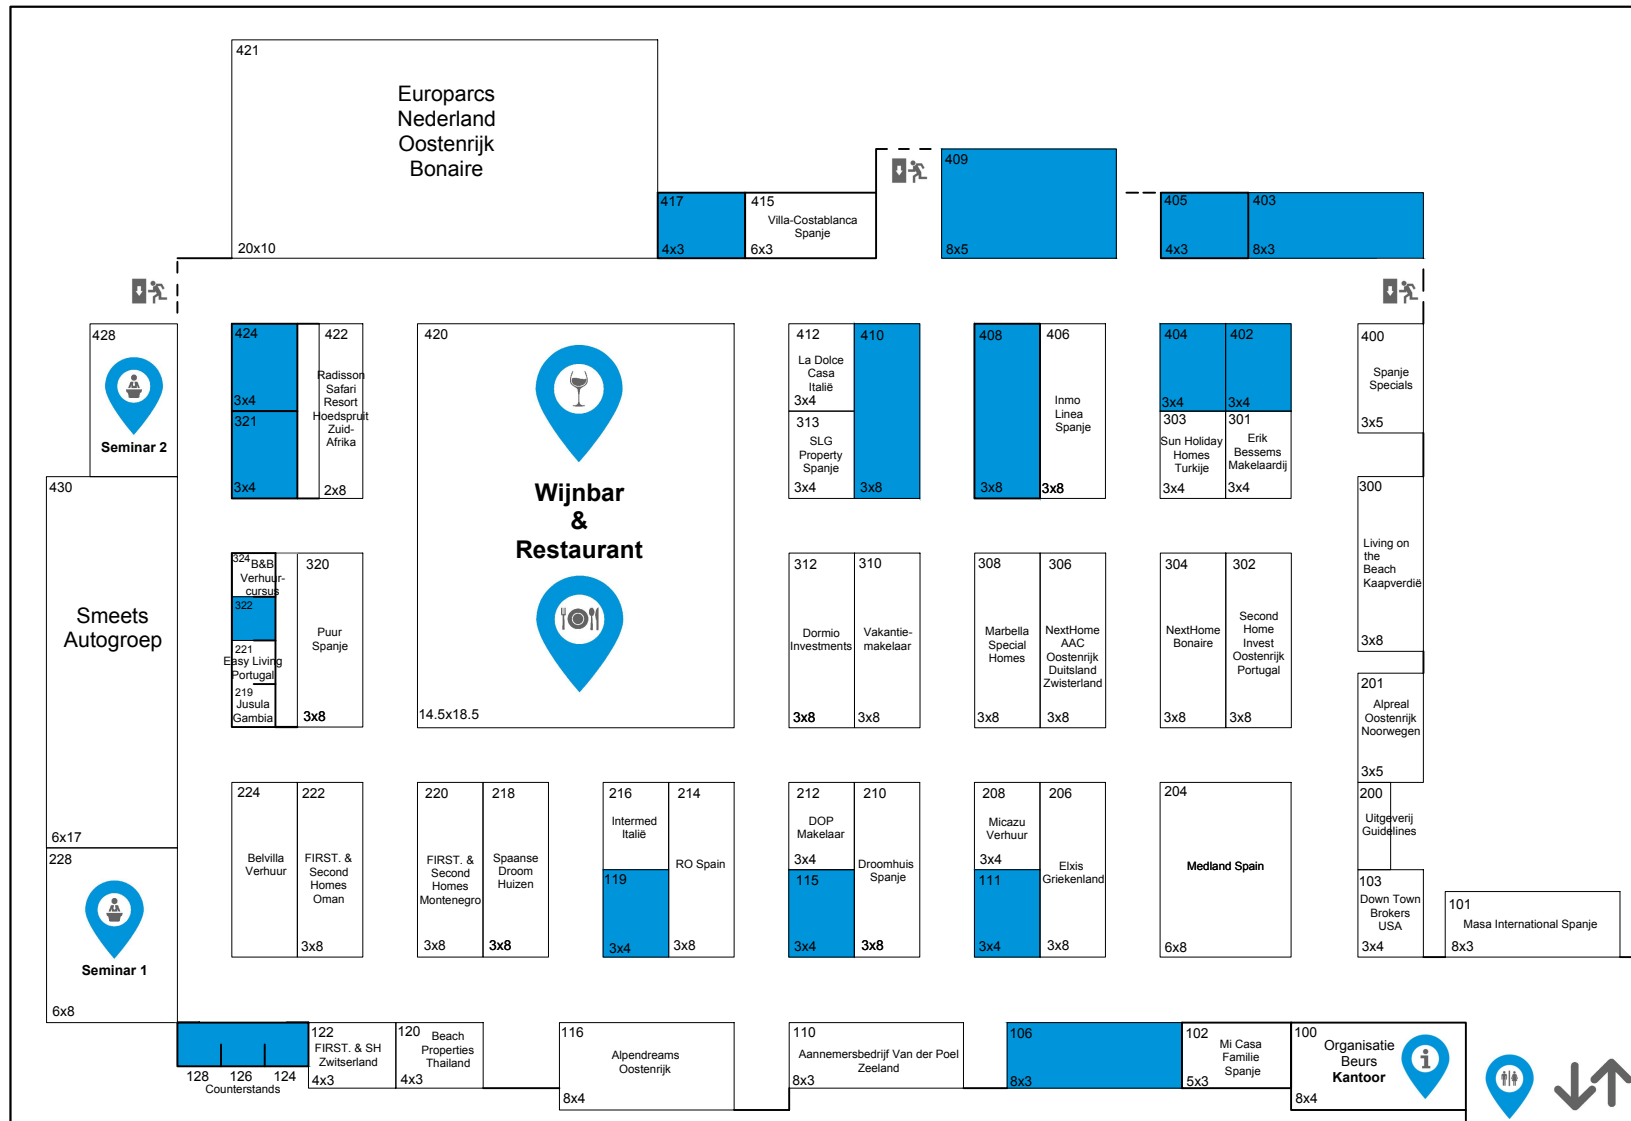 421
Europarcs
Nederland
Oostenrijk
Bonaire
20x10
417
4x3
415
Villa-Costablanca
Spanje
6x3
409
8x5
405
4x3
403
8x3
428
Seminar 2
424
3x4
321
3x4
422
Radisson
Safari
Resort
Hoedspruit
Zuid-
Afrika
2x8
420
Wijnbar
&
Restaurant
14.5x18.5
412
La Dolce
Casa
Italië
3x4
313
SLG
Property
Spanje
3x4
410
3x8
408
3x8
406
Inmo
Linea
Spanje
3x8
404
3x4
402
3x4
303
Sun Holiday
Homes
Turkije
3x4
301
Erik
Bessems
Makelaardij
3x4
400
Spanje
Specials
3x5
430
Smeets
Autogroep
6x17
324
B&B
Verhuur-
cursus
322
221
Easy Living
Portugal
219
Jusula
Gambia
320
Puur
Spanje
3x8
312
Dormio
Investments
3x8
310
Vakantie-
makelaar
3x8
308
Marbella
Special
Homes
3x8
306
NextHome
AAC
Oostenrijk
Duitsland
Zwisterland
3x8
304
NextHome
Bonaire
3x8
302
Second
Home
Invest
Oostenrijk
Portugal
3x8
300
Living on
the
Beach
Kaapverdië
3x8
201
Alpreal
Oostenrijk
Noorwegen
3x5
228
Seminar 1
6x8
224
Belvilla
Verhuur
222
FIRST. &
Second
Homes
Oman
3x8
220
FIRST. &
Second
Homes
Montenegro
3x8
218
Spaanse
Droom
Huizen
3x8
216
Intermed
Italië
119
3x4
214
RO Spain
3x8
212
DOP
Makelaar
3x4
115
3x4
210
Droomhuis
Spanje
3x8
208
Micazu
Verhuur
3x4
111
3x4
206
Elxis
Griekenland
3x8
204
Medland Spain
6x8
200
Uitgeverij
Guidelines
103
Down Town
Brokers
USA
3x4
101
Masa International Spanje
8x3
128 126 124
Counterstands
122
FIRST. & SH
Zwitserland
4x3
120
Beach
Properties
Thailand
4x3
116
Alpendreams
Oostenrijk
8x4
110
Aannemersbedrijf Van der Poel
Zeeland
8x3
106
8x3
102
Mi Casa
Familie
Spanje
5x3
100
Organisatie
Beurs
Kantoor
8x4